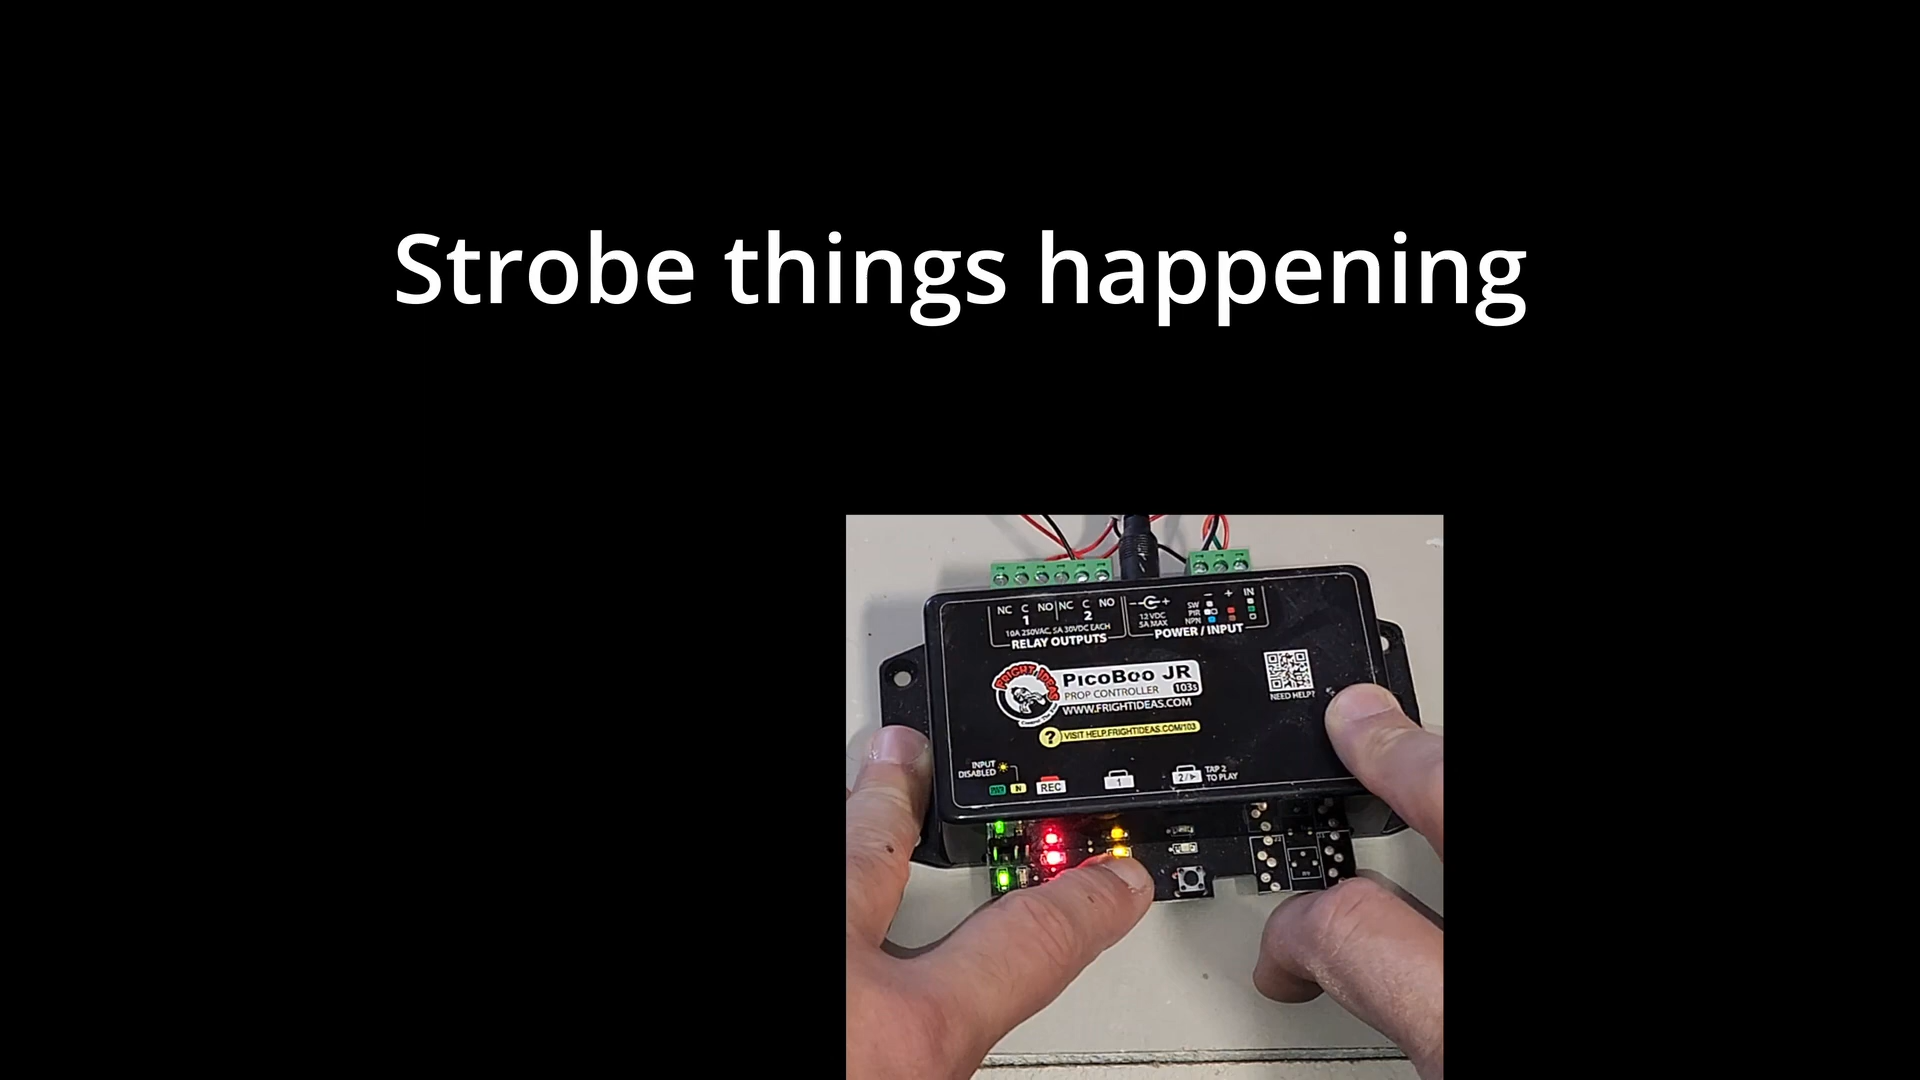 Strobe things happening
NC C NO NC C NO
1 2
10A 250VAC, 5A 30VDC EACH
RELAY OUTPUTS
- +
12 VDC
5A MAX
- + IN
SW
PIR
NPN
POWER / INPUT
FRIGHT IDEAS
PicoBoo JR
PROP CONTROLLER 103s
WWW.FRIGHTIDEAS.COM
? VISIT HELP.FRIGHTIDEAS.COM/103
NEED HELP?
INPUT
DISABLED
IN
REC
1
2/
TAP 2
TO PLAY